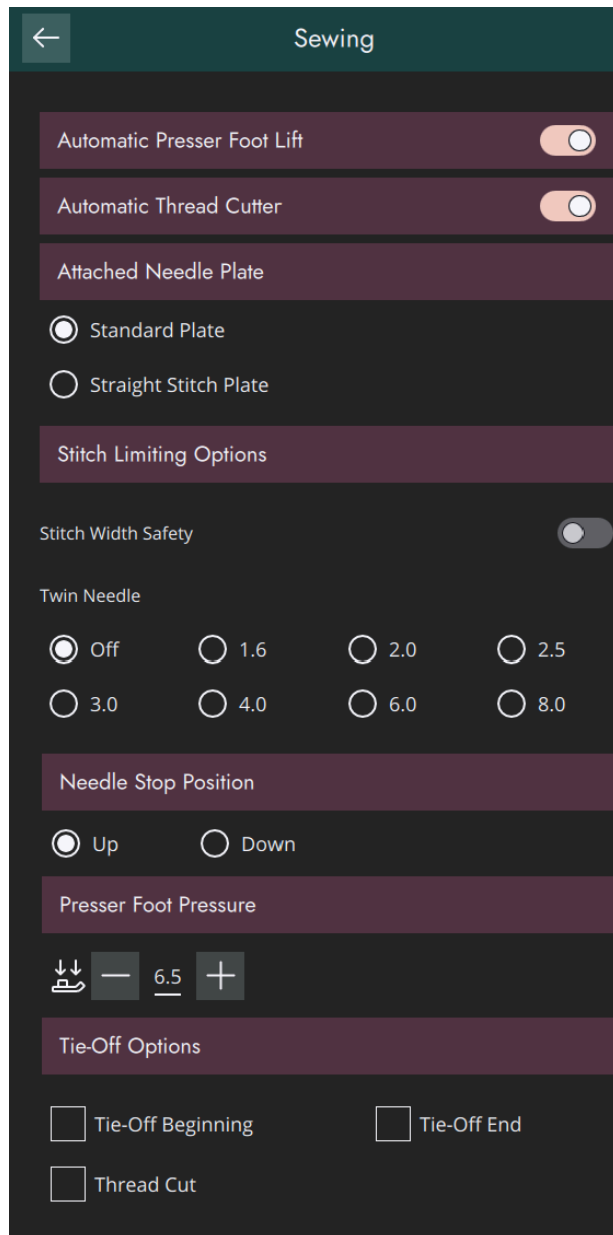 Sewing
Automatic Presser Foot Lift
Automatic Thread Cutter
Attached Needle Plate
Standard Plate
Straight Stitch Plate
Stitch Limiting Options
Stitch Width Safety
Twin Needle
Off 1.6 2.0 2.5
3.0 4.0 6.0 8.0
Needle Stop Position
Up Down
Presser Foot Pressure
6.5
Tie-Off Options
Tie-Off Beginning Tie-Off End
Thread Cut